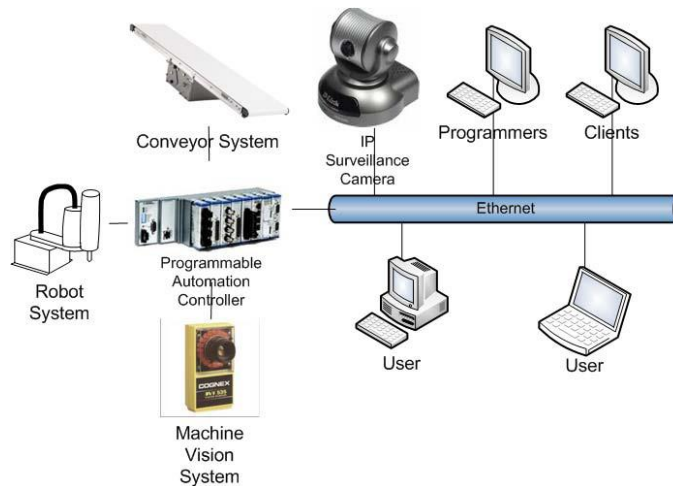 Conveyor System
IP
Surveillance
Camera
Programmers
Clients
Ethernet
Robot
System
Programmable
Automation
Controller
User
User
COGNEX
Machine
Vision
System